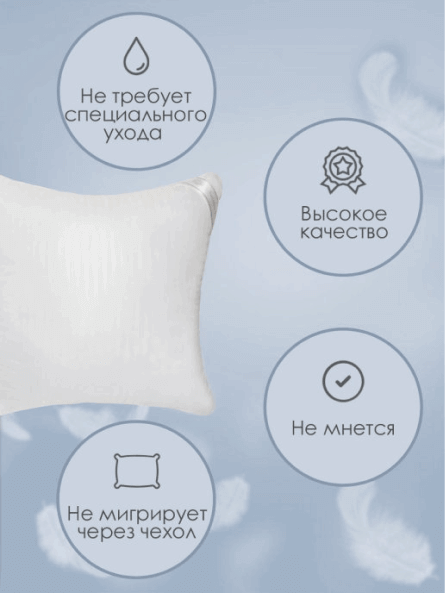 Не требует
специального
ухода
Высокое
качество
Не мнется
Не мигрирует
через чехол